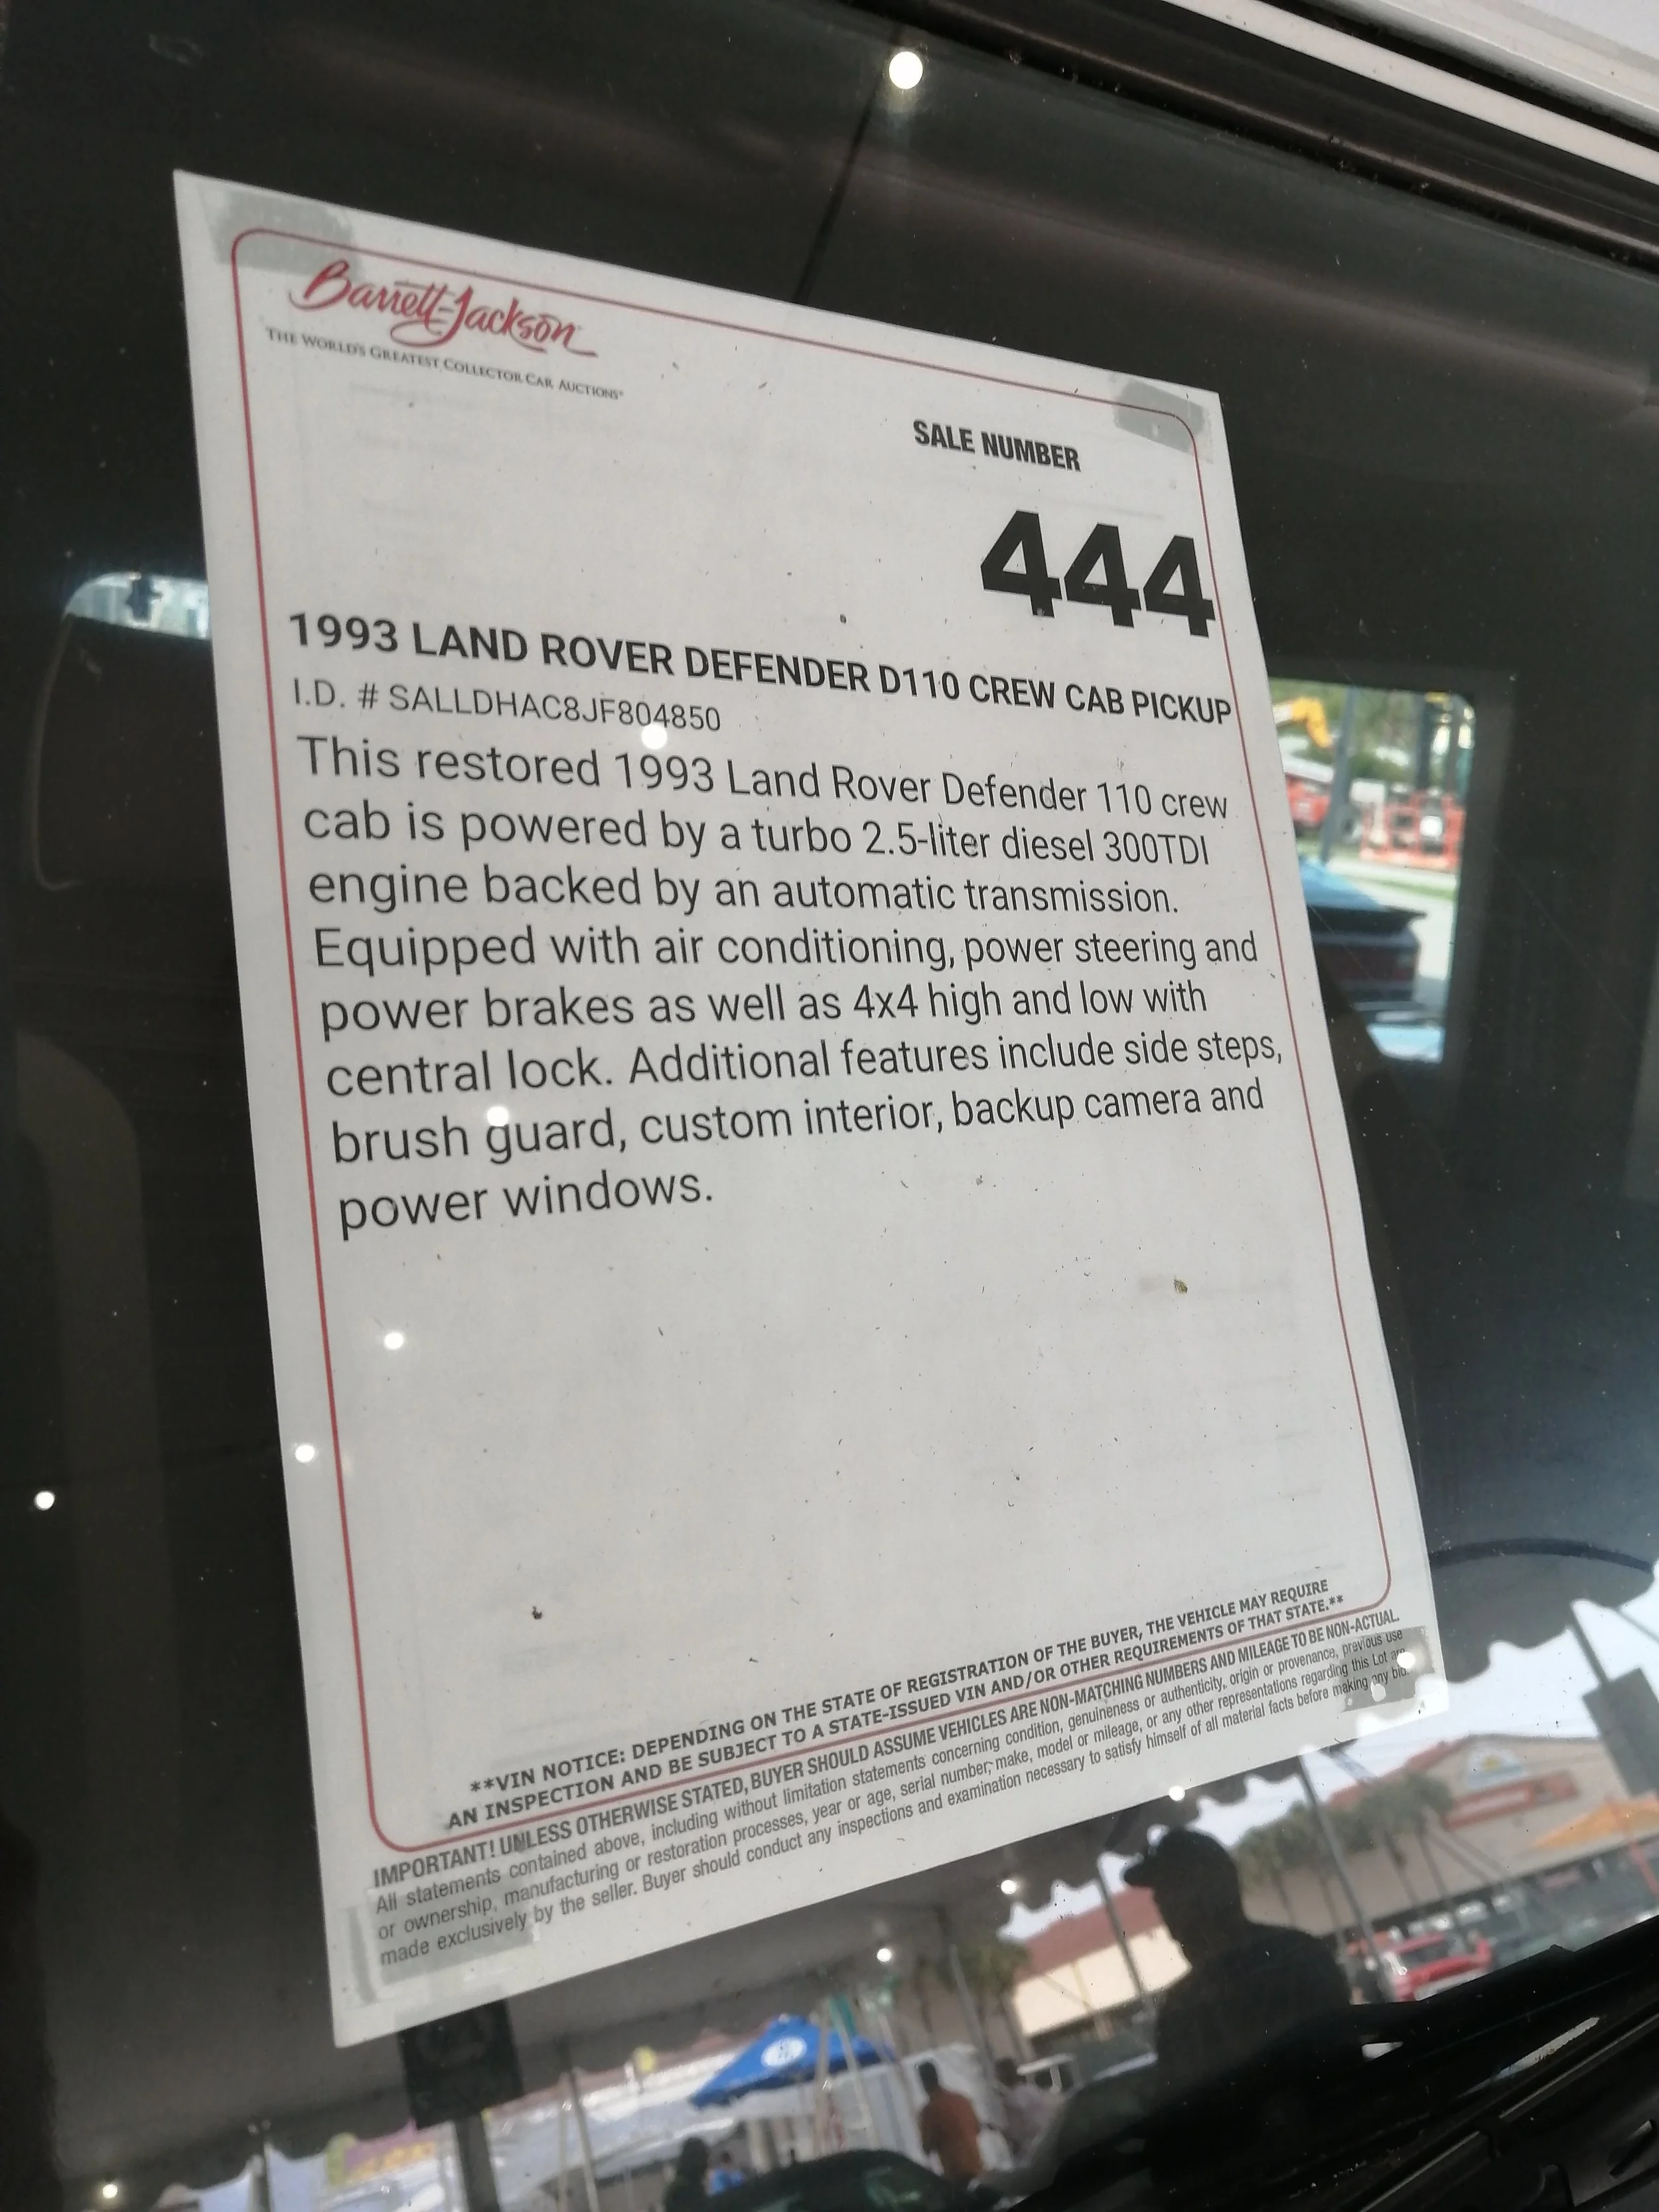 Barrett-Jackson
THE WORLD'S GREATEST COLLECTOR CAR AUCTIONS®
SALE NUMBER
444
1993 LAND ROVER DEFENDER D110 CREW CAB PICKUP
I.D. # SALLDHAC8JF804850
This restored 1993 Land Rover Defender 110 crew
cab is powered by a turbo 2.5-liter diesel 300TDI
engine backed by an automatic transmission.
Equipped with air conditioning, power steering and
power brakes as well as 4x4 high and low with
central lock. Additional features include side steps,
brush guard, custom interior, backup camera and
power windows.
**VIN NOTICE: DEPENDING ON THE STATE OF REGISTRATION OF THE BUYER, THE VEHICLE MAY REQUIRE
AN INSPECTION AND BE SUBJECT TO A STATE-ISSUED VIN AND/OR OTHER REQUIREMENTS OF THAT STATE.**
IMPORTANT! UNLESS OTHERWISE STATED, BUYER SHOULD ASSUME VEHICLES ARE NON-MATCHING NUMBERS AND MILEAGE TO BE NON-ACTUAL.
All statements contained above, including without limitation statements concerning condition, genuineness or authenticity, origin or provenance, previous use
or ownership, manufacturing or restoration processes, year or age, serial number, make, model or mileage, or any other representations regarding this Lot are
made exclusively by the seller. Buyer should conduct any inspections and examination necessary to satisfy himself of all material facts before making any bid.